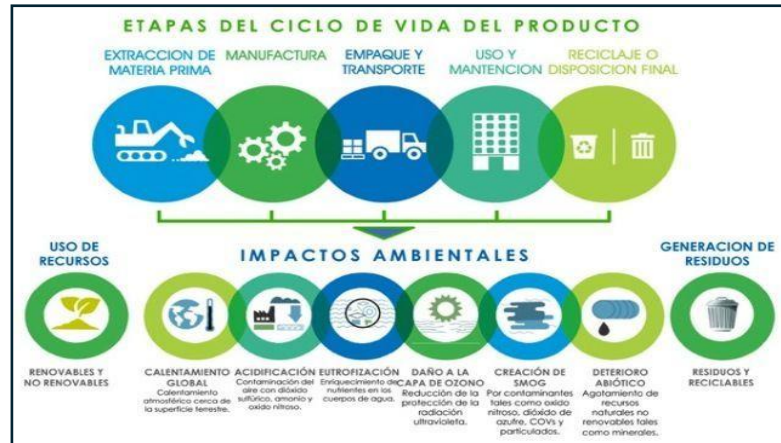 ETAPAS DEL CICLO DE VIDA DEL PRODUCTO
EXTRACCION DE
MATERIA PRIMA
MANUFACTURA
EMPAQUE Y
TRANSPORTE
USO Y
MANTENCION
RECICLAJE O
DISPOSICION FINAL
USO DE
RECURSOS
IMPACTOS AMBIENTALES
GENERACION DE
RESIDUOS
RENOVABLES Y
NO RENOVABLES
CALENTAMIENTO
GLOBAL
Calentamiento
atmosférico cerca de
la superficie terrestre.
ACIDIFICACIÓN
Contaminación del
aire con dióxido
sulfúrico, amonio y
oxido nitroso.
EUTROFIZACIÓN
Enriquecimiento de
nutrientes en los
cuerpos de agua.
DAÑO A LA
CAPA DE OZONO
Reducción de la
protección de la
radiación
ultravioleta.
CREACIÓN DE
SMOG
Por contaminantes
tales como oxido
nitroso, dióxido de
azufre, COVs y
particulados.
DETERIORO
ABIÓTICO
Agotamiento de
recursos
naturales no
renovables tales
como minerales.
RESIDUOS Y
RECICLABLES